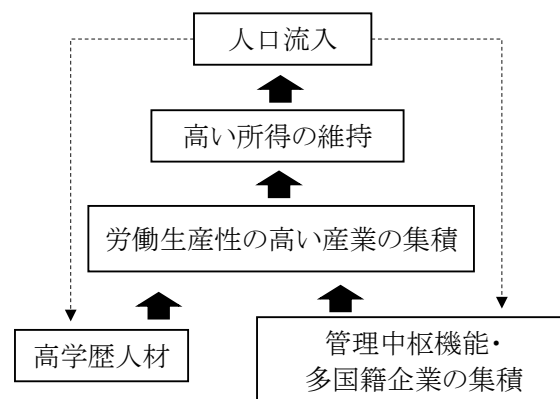 人口流入
高い所得の維持
労働生産性の高い産業の集積
高学歴人材
管理中枢機能・
多国籍企業の集積